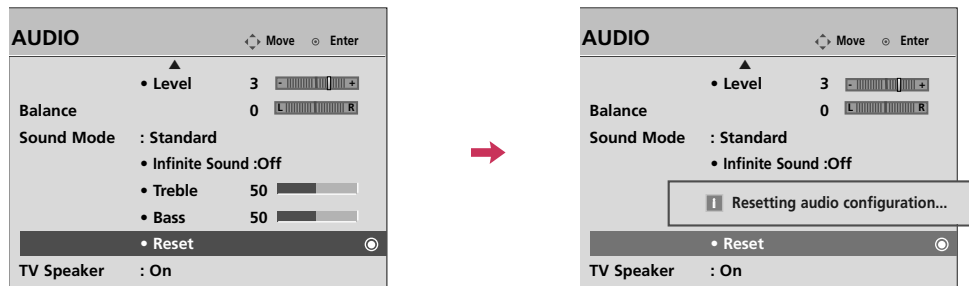 AUDIO Move Enter
• Level 3 - +
Balance 0 L R
Sound Mode : Standard
• Infinite Sound :Off
• Treble 50
• Bass 50
• Reset
TV Speaker : On
AUDIO Move Enter
• Level 3 - +
Balance 0 L R
Sound Mode : Standard
• Infinite Sound :Off
Resetting audio configuration...
• Reset
TV Speaker : On